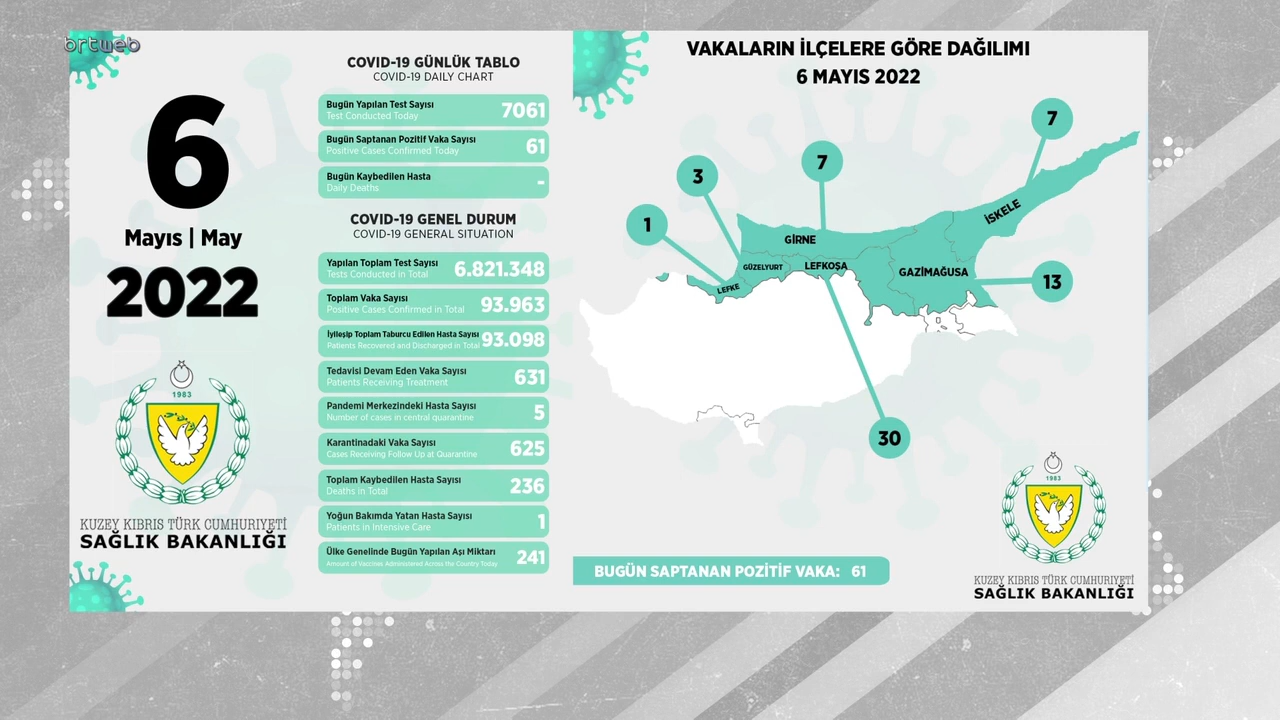 brtweb
6
Mayıs | May
2022
1983
KUZEY KIBRIS TÜRK CUMHURİYETİ
SAĞLIK BAKANLIĞI
COVID-19 GÜNLÜK TABLO
COVID-19 DAILY CHART
Bugün Yapılan Test Sayısı
Test Conducted Today
7061
Bugün Saptanan Pozitif Vaka Sayısı
Positive Cases Confirmed Today
61
Bugün Kaybedilen Hasta
Daily Deaths
-
COVID-19 GENEL DURUM
COVID-19 GENERAL SITUATION
Yapılan Toplam Test Sayısı
Tests Conducted in Total
6.821.348
Toplam Vaka Sayısı
Positive Cases Confirmed in Total
93.963
İyileşip Toplam Taburcu Edilen Hasta Sayısı
Patients Recovered and Discharged in Total
93.098
Tedavisi Devam Eden Vaka Sayısı
Patients Receiving Treatment
631
Pandemi Merkezindeki Hasta Sayısı
Number of cases in central quarantine
5
Karantinadaki Vaka Sayısı
Cases Receiving Follow Up at Quarantine
625
Toplam Kaybedilen Hasta Sayısı
Deaths in Total
236
Yoğun Bakımda Yatan Hasta Sayısı
Patients in Intensive Care
1
Ülke Genelinde Bugün Yapılan Aşı Miktarı
Amount of Vaccines Administered Across the Country Today
241
VAKALARIN İLÇELERE GÖRE DAĞILIMI
6 MAYIS 2022
7
7
3
1
İSKELE
GİRNE
GÜZELYURT
LEFKOŞA
GAZİMAĞUSA
LEFKE
13
30
BUGÜN SAPTANAN POZİTİF VAKA: 61
1983
KUZEY KIBRIS TÜRK CUMHURİYETİ
SAĞLIK BAKANLIĞI